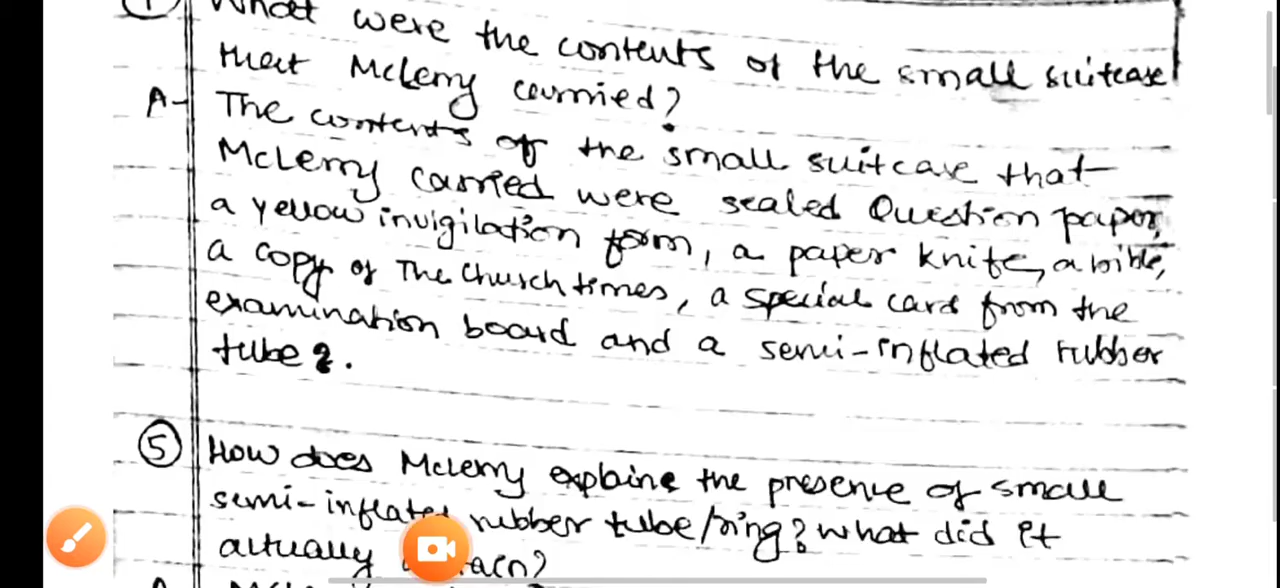 What were the contents of the small suitcase
that McLerry carried?
A- The contents of the small suitcase that
McLerry carried were sealed Question paper,
a yellow invigilation form, a paper knife, a bible,
a copy of The Church times, a special card from the
examination board and a semi-inflated rubber
tube.
5 How does McLerry explaine the presence of small
semi-inflated rubber tube/ring? what did it
actually